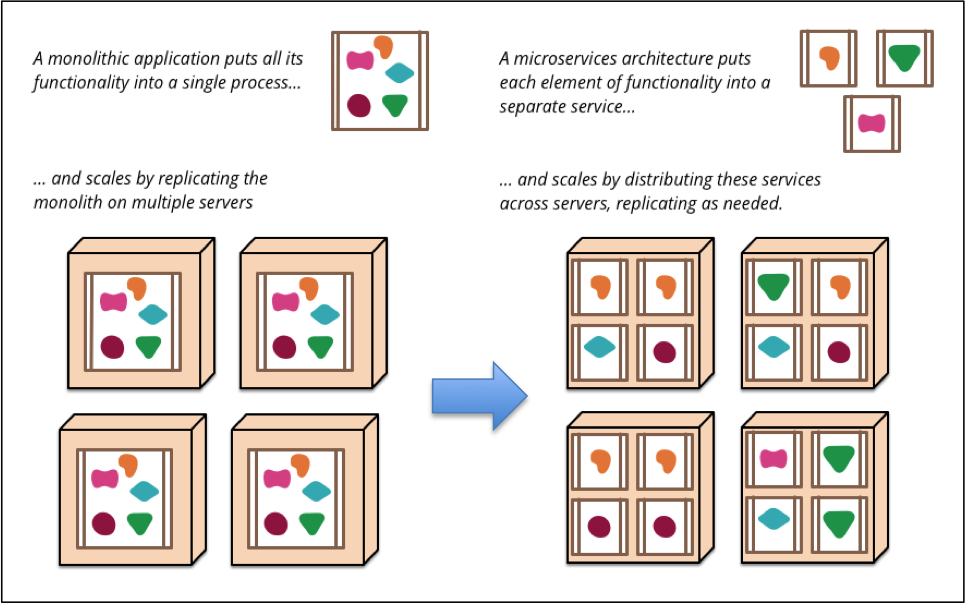 A monolithic application puts all its
functionality into a single process...
... and scales by replicating the
monolith on multiple servers
A microservices architecture puts
each element of functionality into a
separate service...
... and scales by distributing these services
across servers, replicating as needed.